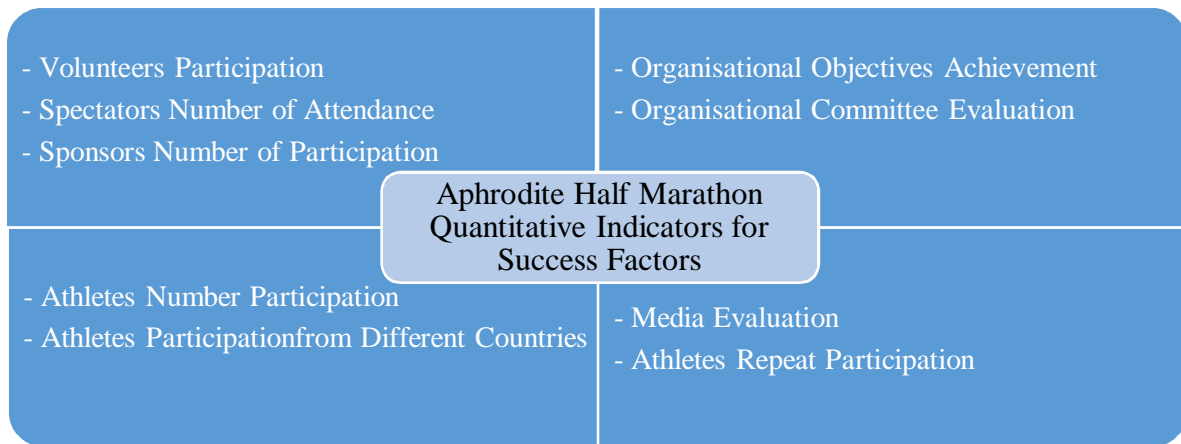 - Volunteers Participation
- Spectators Number of Attendance
- Sponsors Number of Participation
- Organisational Objectives Achievement
- Organisational Committee Evaluation
Aphrodite Half Marathon
Quantitative Indicators for
Success Factors
- Athletes Number Participation
- Athletes Participationfrom Different Countries
- Media Evaluation
- Athletes Repeat Participation